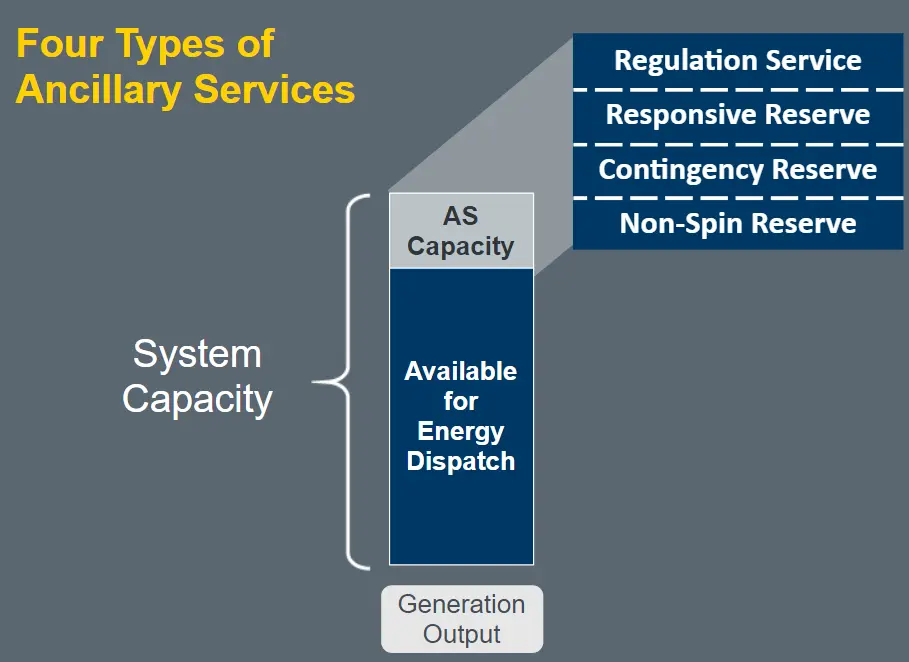 Four Types of
Ancillary Services
Regulation Service
Responsive Reserve
Contingency Reserve
Non-Spin Reserve
AS
Capacity
System
Capacity
Available
for
Energy
Dispatch
Generation
Output